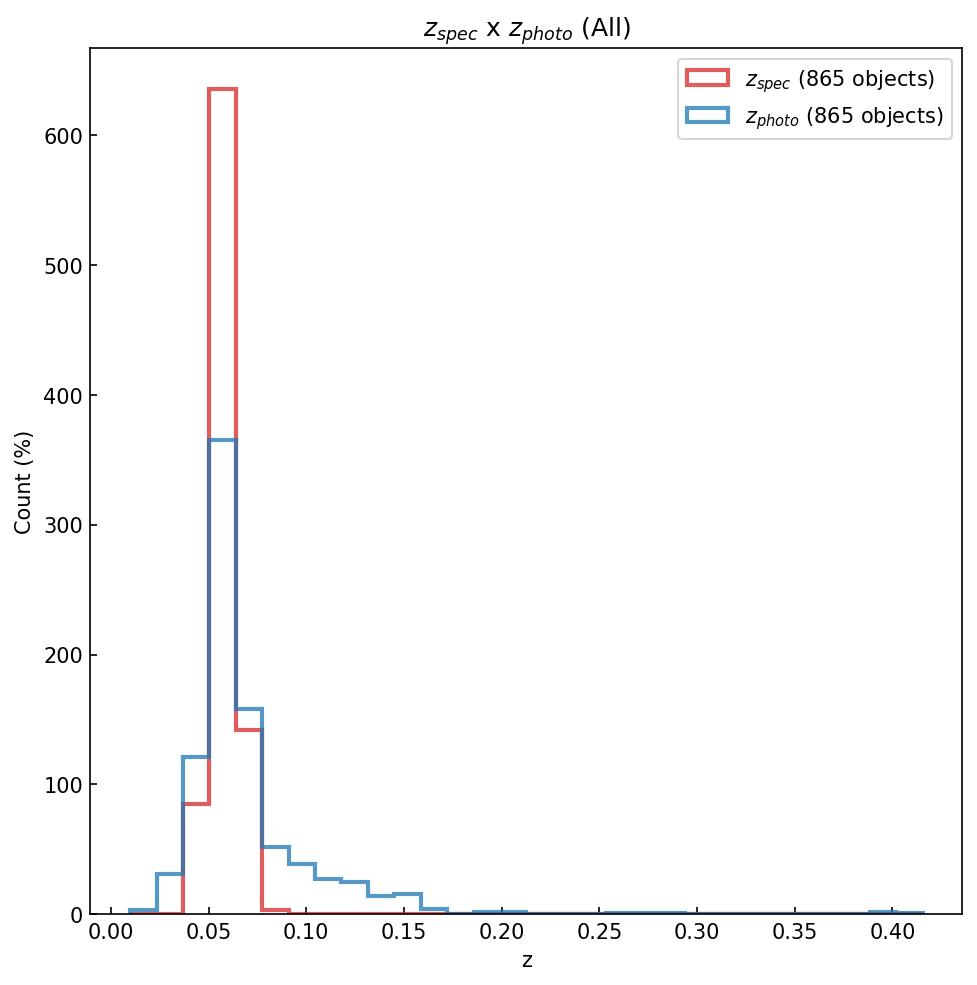 z_spec x z_photo (All)
z_spec (865 objects)
z_photo (865 objects)
Count (%)
600
500
400
300
200
100
0
0.00 0.05 0.10 0.15 0.20 0.25 0.30 0.35 0.40
z